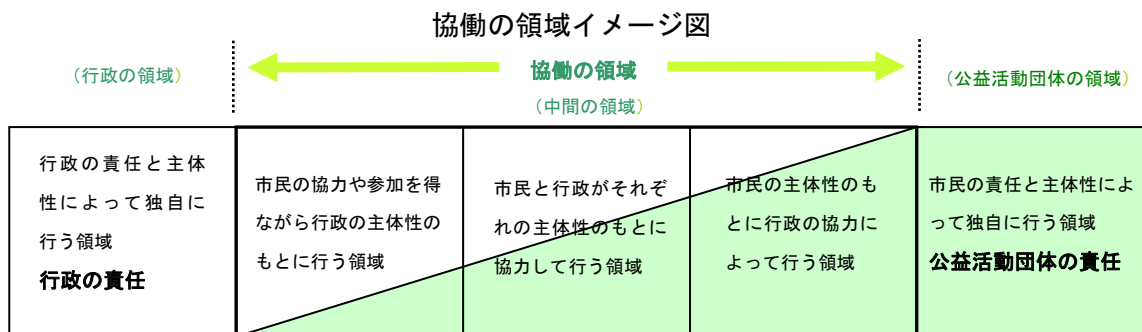 協働の領域イメージ図
（行政の領域）
協働の領域
（中間の領域）
（公益活動団体の領域）
行政の責任と主体
性によって独自に
行う領域
行政の責任
市民の協力や参加を得
ながら行政の主体性の
もとに行う領域
市民と行政がそれぞ
れの主体性のもとに
協力して行う領域
市民の主体性のも
とに行政の協力に
よって行う領域
市民の責任と主体性によ
って独自に行う領域
公益活動団体の責任